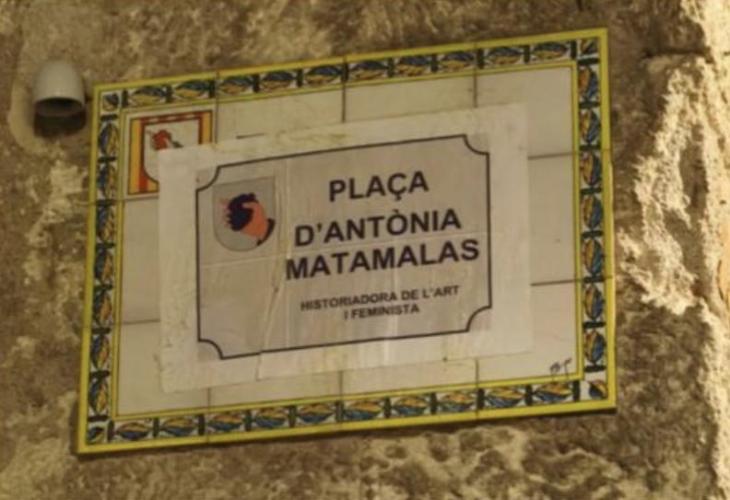 PLAÇA
D'ANTÒNIA
MATAMALAS
HISTORIADORA DE L'ART
I FEMINISTA